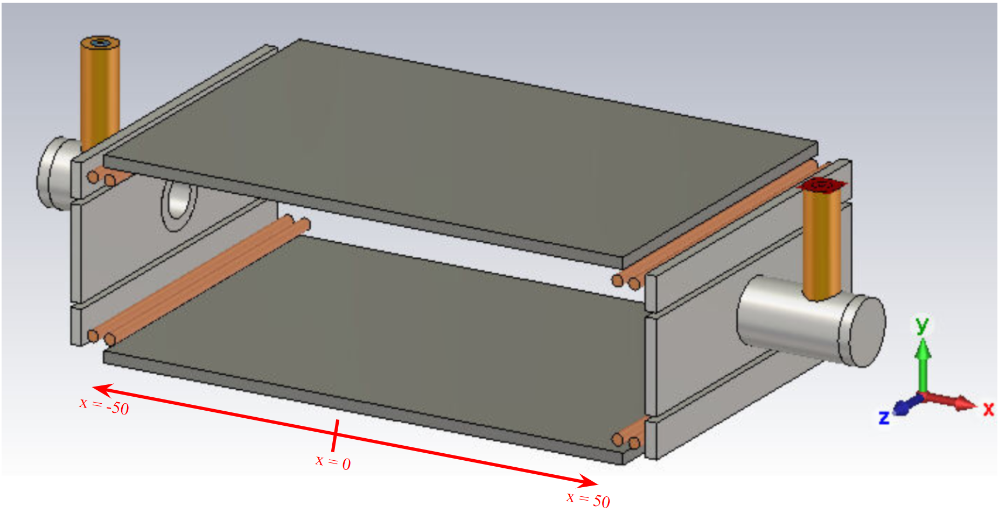 y
x
z
x = -50
x = 0
x = 50